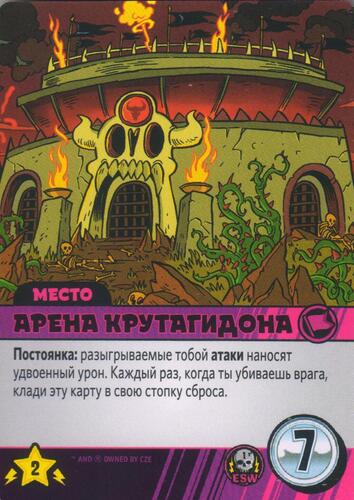 МЕСТО
АРЕНА КРУТАГИДОНА
Постоянка: разыгрываемые тобой атаки наносят
удвоенный урон. Каждый раз, когда ты убиваешь врага,
клади эту карту в свою стопку сброса.
2
™ AND ® OWNED BY CZE
ESW
7